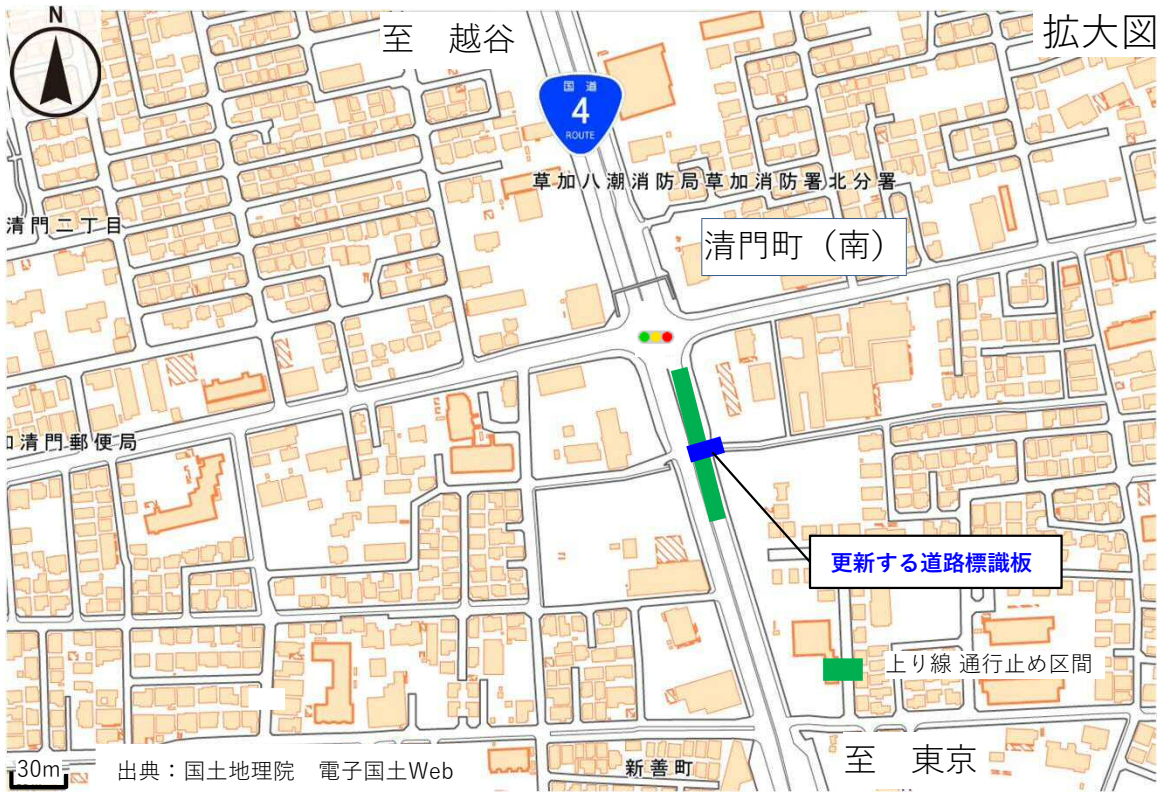 N
至 越谷
拡大図
国道
4
ROUTE
草加八潮消防局草加消防署北分署
清門二丁目
清門町（南）
加清門郵便局
更新する道路標識板
上り線 通行止め区間
至 東京
30m
出典：国土地理院 電子国土Web
新善町